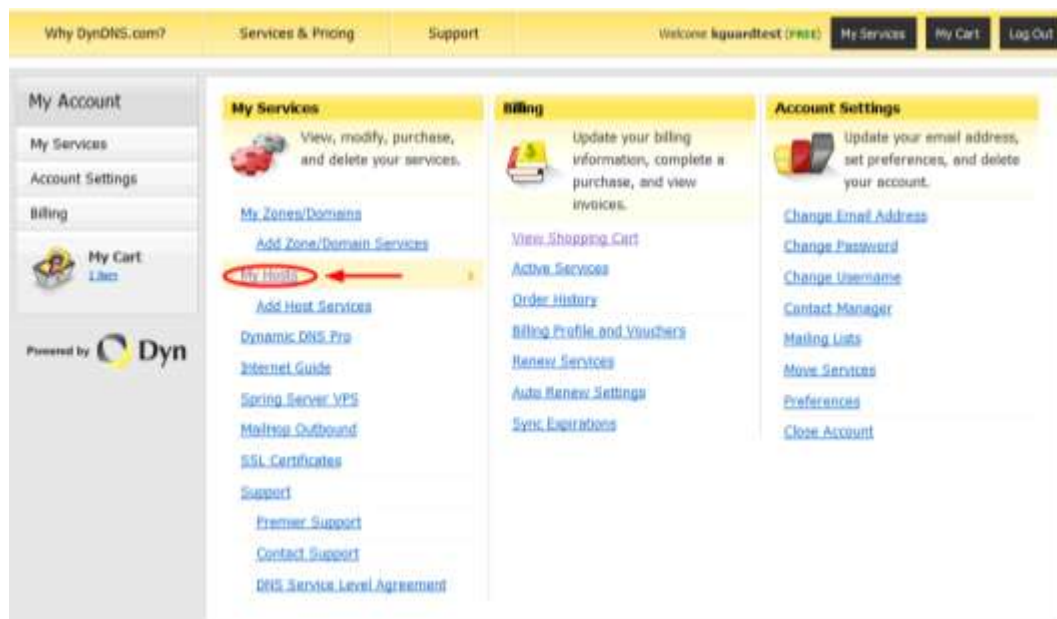 Why DynDNS.com?
Services & Pricing
Support
Welcome kguardtest (FREE)
My Services
My Cart
Log Out
My Account
My Services
Account Settings
Billing
My Cart
1 item
Powered by Dyn
My Services
View, modify, purchase,
and delete your services.
My Zones/Domains
Add Zone/Domain Services
My Hosts
Add Host Services
Dynamic DNS Pro
Internet Guide
Spring Server VPS
MailHop Outbound
SSL Certificates
Support
Premier Support
Contact Support
DNS Service Level Agreement
Billing
Update your billing
information, complete a
purchase, and view
invoices.
View Shopping Cart
Active Services
Order History
Billing Profile and Vouchers
Renew Services
Auto Renew Settings
Sync Expirations
Account Settings
Update your email address,
set preferences, and delete
your account.
Change Email Address
Change Password
Change Username
Contact Manager
Mailing Lists
Move Services
Preferences
Close Account